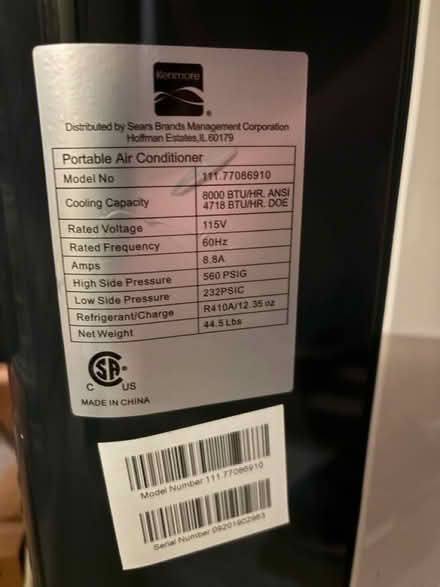 Kenmore
®
Distributed by Sears Brands Management Corporation
Hoffman Estates,IL 60179
Portable Air Conditioner
Model No 111.77086910
Cooling Capacity 8000 BTU/HR. ANSI
4718 BTU/HR. DOE
Rated Voltage 115V
Rated Frequency 60Hz
Amps 8.8A
High Side Pressure 560 PSIG
Low Side Pressure 232PSIC
Refrigerant/Charge R410A/12.35 oz
Net Weight 44.5 Lbs
SA ®
C US
MADE IN CHINA
Model Number 111.77086910
Serial Number 09201902963